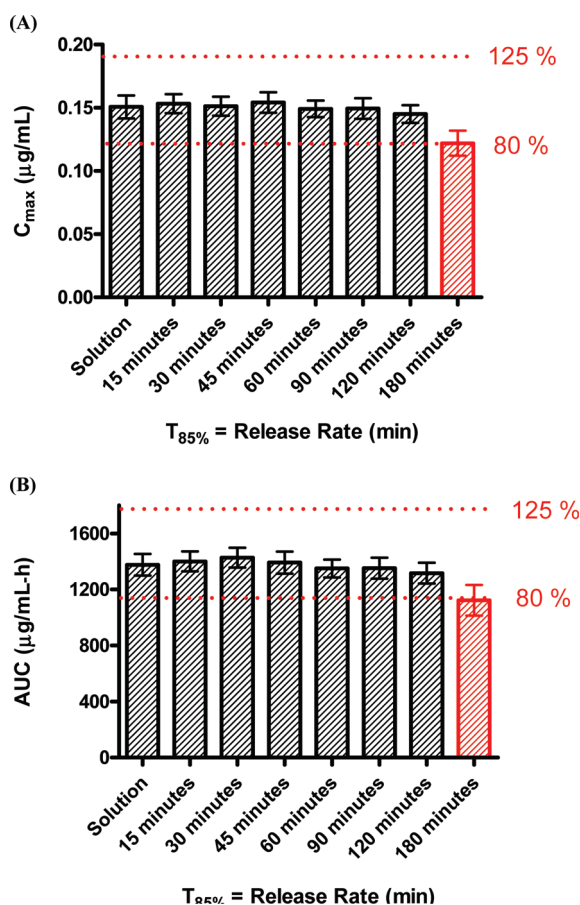 (A)
0.20
0.15
0.10
0.05
0.00
Cmax (μg/mL)
125 %
80 %
Solution
15 minutes
30 minutes
45 minutes
60 minutes
90 minutes
120 minutes
180 minutes
T85% = Release Rate (min)
(B)
1600
1200
800
400
0
AUC (μg/mL-h)
125 %
80 %
Solution
15 minutes
30 minutes
45 minutes
60 minutes
90 minutes
120 minutes
180 minutes
T85% = Release Rate (min)